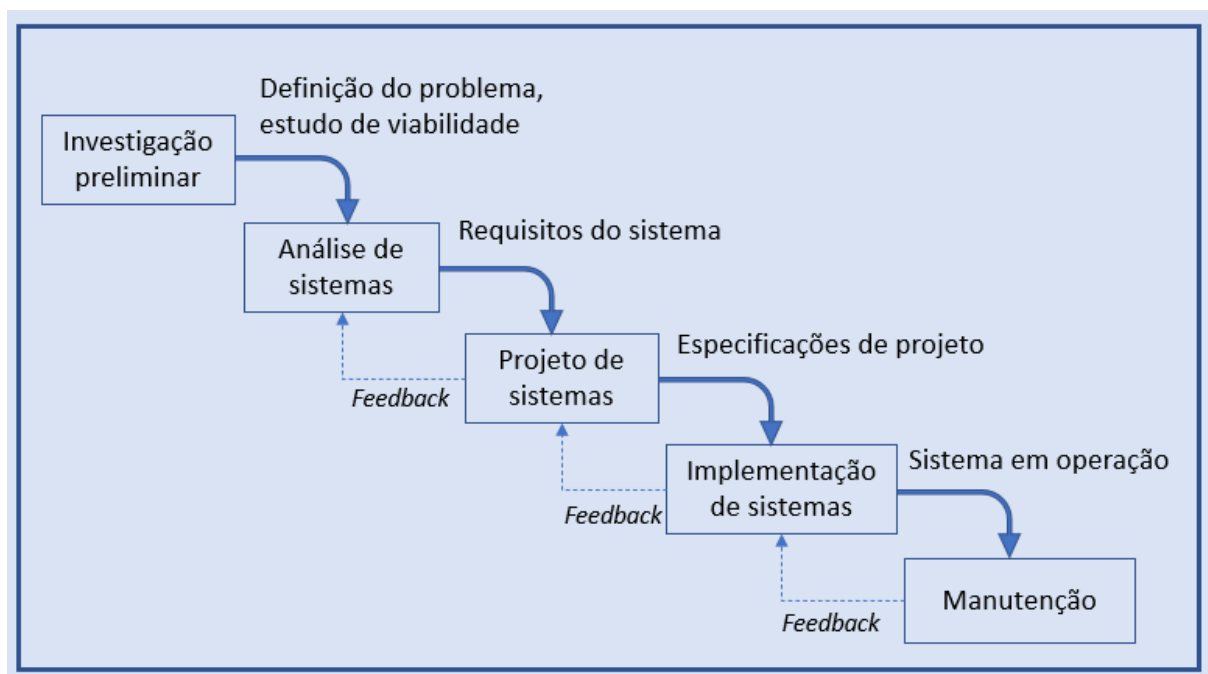 Definição do problema,
estudo de viabilidade
Investigação
preliminar
Requisitos do sistema
Análise de
sistemas
Especificações de projeto
Projeto de
sistemas
Feedback
Sistema em operação
Implementação
de sistemas
Feedback
Manutenção
Feedback